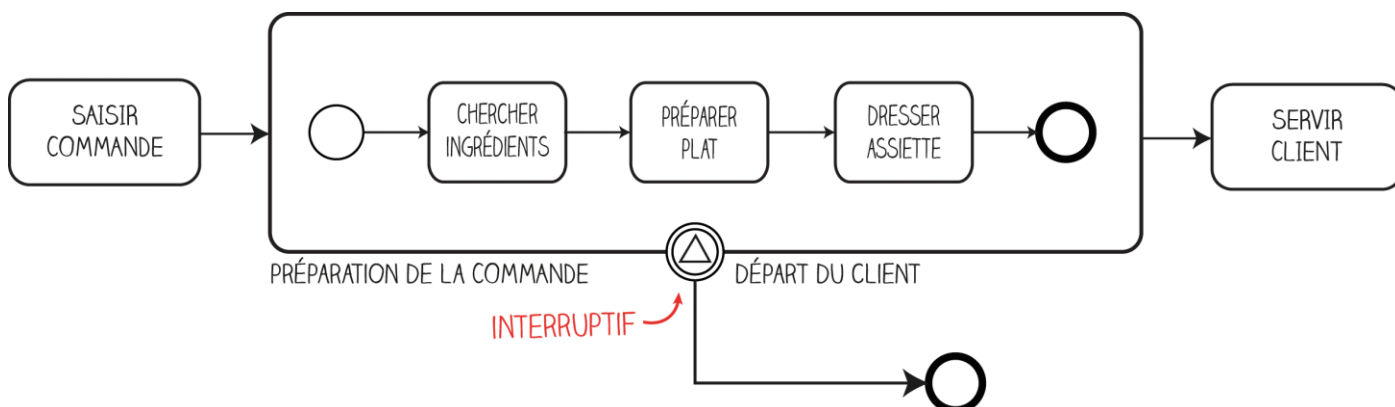 SAISIR
COMMANDE
CHERCHER
INGRÉDIENTS
PRÉPARER
PLAT
DRESSER
ASSIETTE
SERVIR
CLIENT
PRÉPARATION DE LA COMMANDE
DÉPART DU CLIENT
INTERRUPTIF